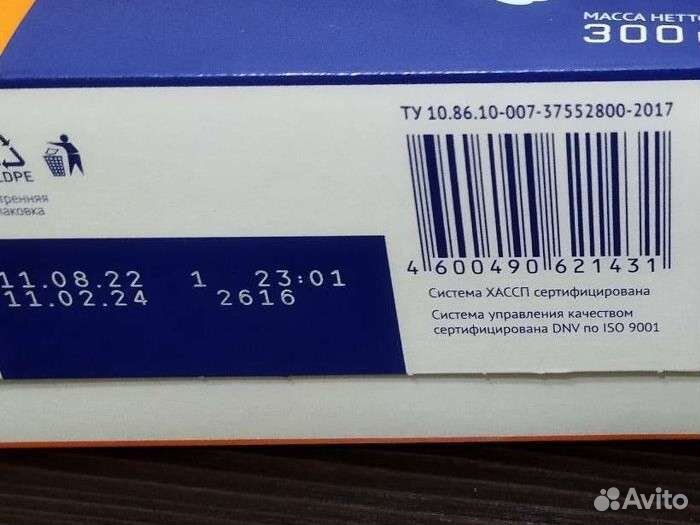 МАССА НЕТТО
300
ТУ 10.86.10-007-37552800-2017
LDPE
4 600490 621431
11.08.22 1 23:01
11.02.24 2616
Система ХАССП сертифицирована
Система управления качеством
сертифицирована DNV по ISO 9001
Avito